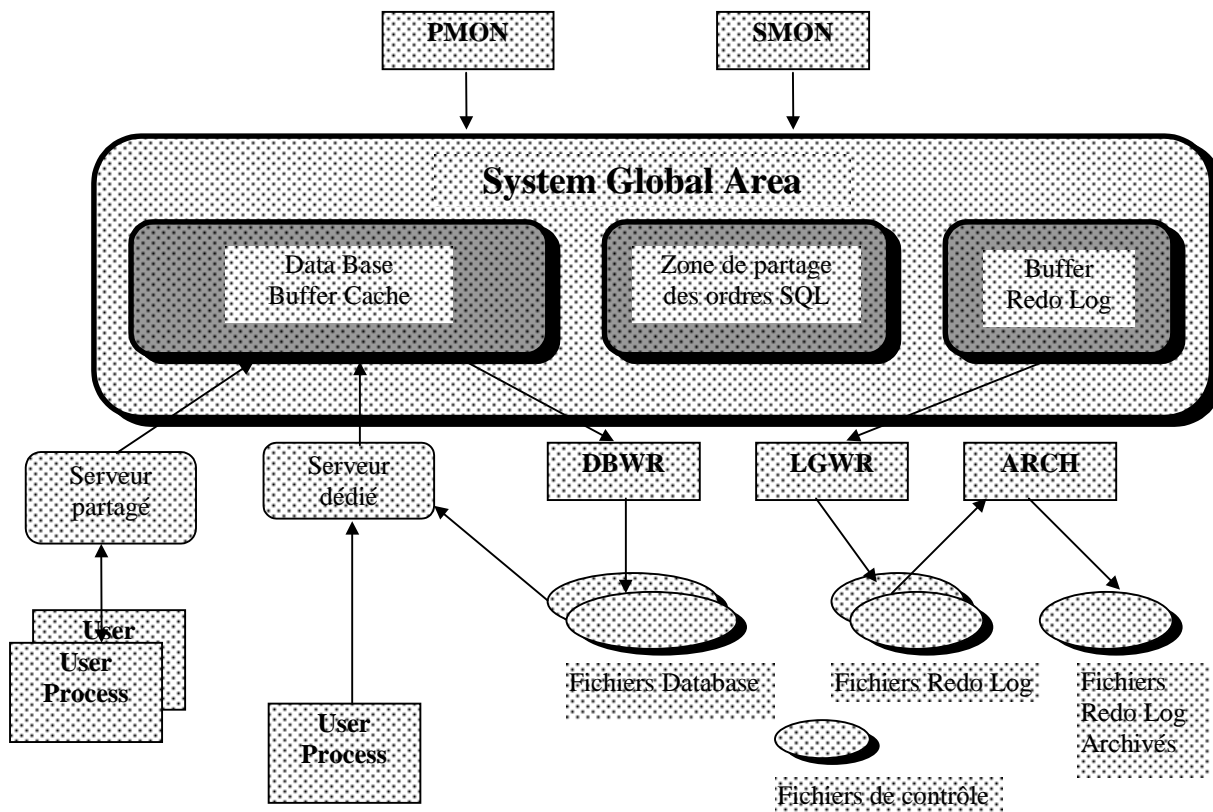 PMON
SMON
System Global Area
Data Base
Buffer Cache
Zone de partage
des ordres SQL
Buffer
Redo Log
Serveur
partagé
Serveur
dédié
DBWR
LGWR
ARCH
User
User
Process
User
Process
Fichiers Database
Fichiers Redo Log
Fichiers
Redo Log
Archivés
Fichiers de contrôle